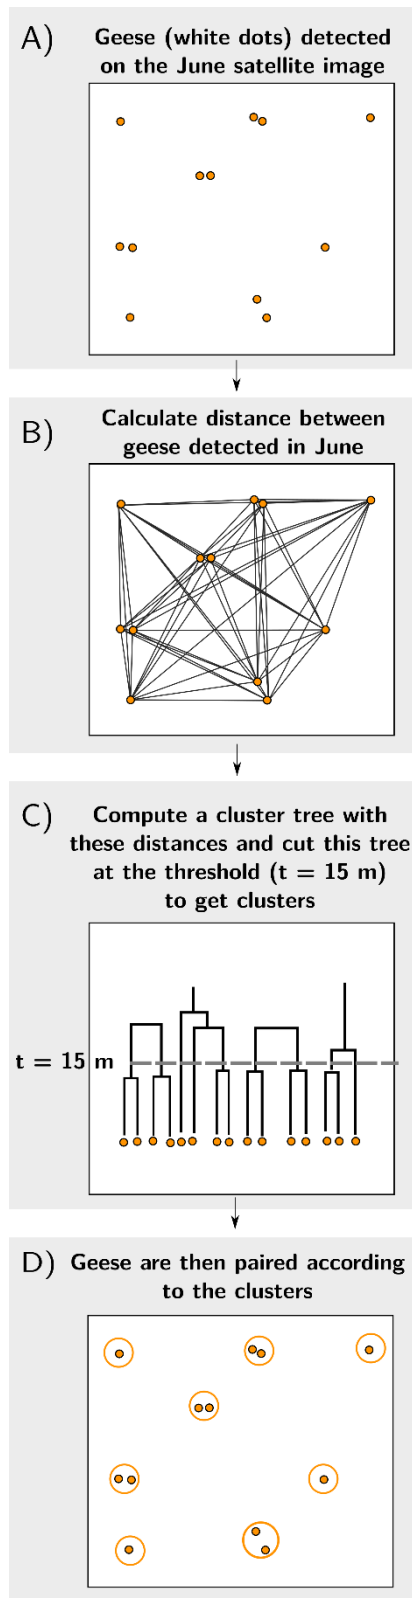 A)
Geese (white dots) detected
on the June satellite image
B)
Calculate distance between
geese detected in June
C)
Compute a cluster tree with
these distances and cut this tree
at the threshold (t = 15 m)
to get clusters
t = 15 m
D)
Geese are then paired according
to the clusters